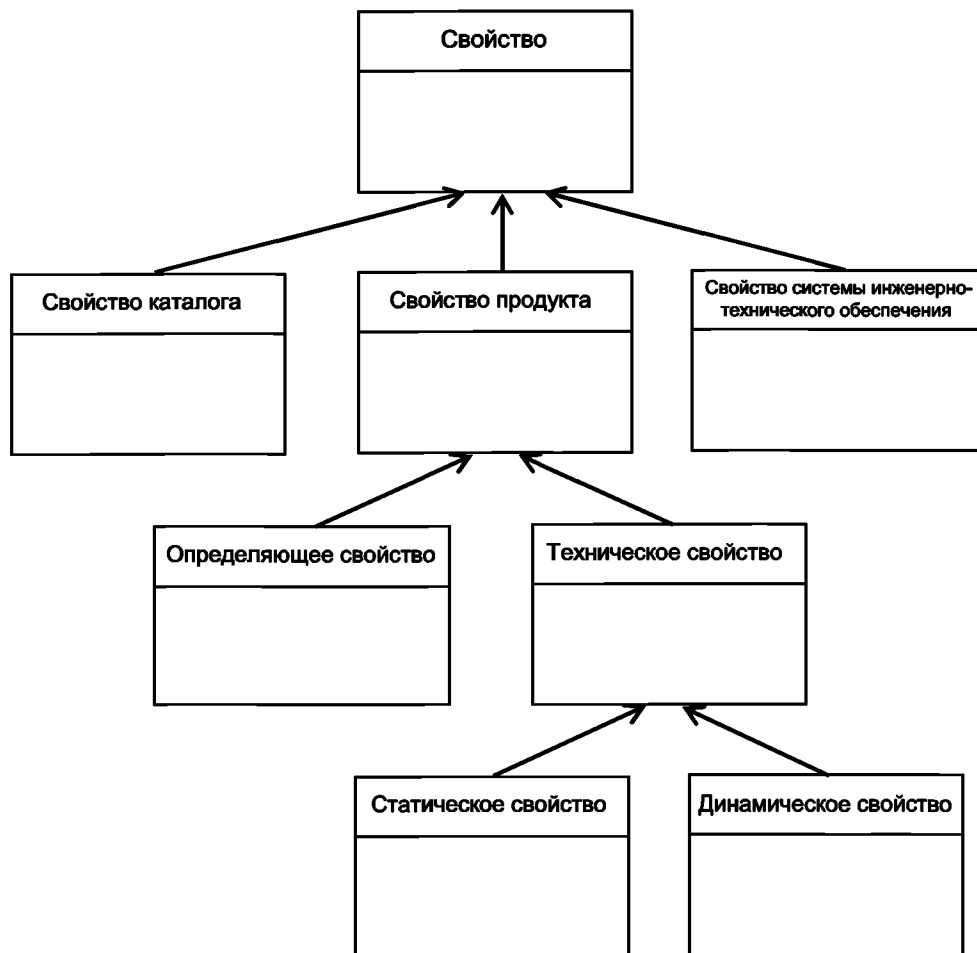 Свойство
Свойство каталога
Свойство продукта
Свойство системы инженерно-
технического обеспечения
Определяющее свойство
Техническое свойство
Статическое свойство
Динамическое свойство